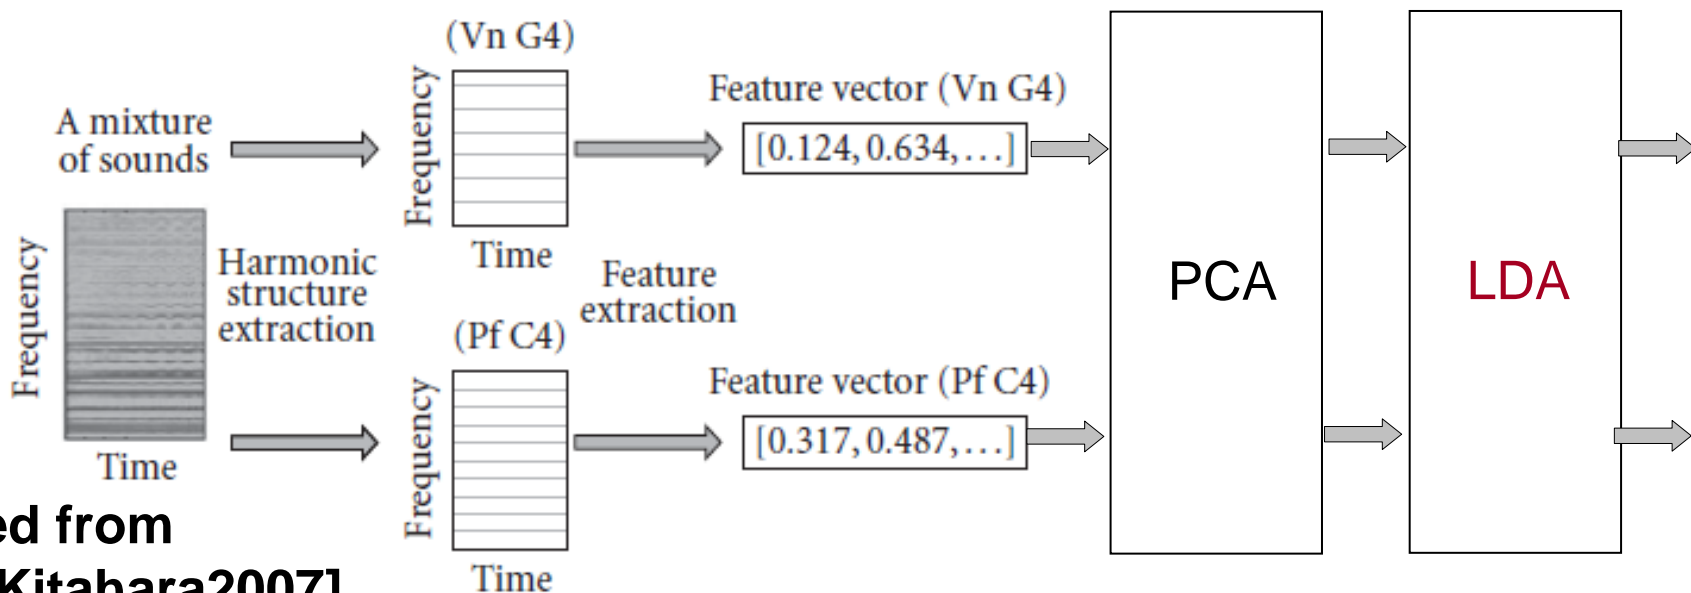 A mixture
of sounds
Frequency
Time
Harmonic
structure
extraction
(Vn G4)
Frequency
Time
(Pf C4)
Frequency
Time
Feature
extraction
Feature vector (Vn G4)
[0.124, 0.634, …]
Feature vector (Pf C4)
[0.317, 0.487, …]
PCA
LDA
ed from
Kitahara2007]